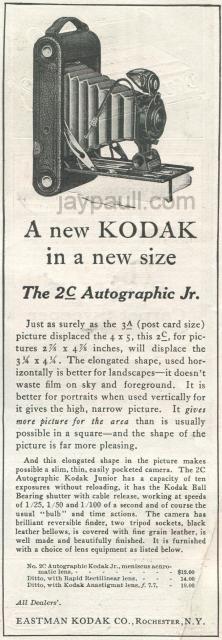 jaypaull.com
A new KODAK
in a new size
The 2C Autographic Jr.
Just as surely as the 3A (post card size)
picture displaced the 4 x 5, this 2C, for pic-
tures 2⅞ x 4⅞ inches, will displace the
3¼ x 4¼. The elongated shape, used hor-
izontally is better for landscapes—it doesn't
waste film on sky and foreground. It is
better for portraits when used vertically for
it gives the high, narrow picture. It gives
more picture for the area than is usually
possible in a square—and the shape of the
picture is far more pleasing.
And this elongated shape in the picture makes
possible a slim, thin, easily pocketed camera. The 2C
Autographic Kodak Junior has a capacity of ten
exposures without reloading, it has the Kodak Ball
Bearing shutter with cable release, working at speeds
of 1/25, 1/50 and 1/100 of a second and of course the
usual "bulb" and time actions. The camera has
brilliant reversible finder, two tripod sockets, black
leather bellows, is covered with fine grain leather, is
well made and beautifully finished. It is furnished
with a choice of lens equipment as listed below.
No. 2C Autographic Kodak Jr., meniscus achro-
matic lens, - - - - - - $12.00
Ditto, with Rapid Rectilinear lens, - - - 14.00
Ditto, with Kodak Anastigmat lens, f. 7.7, - 19.00
All Dealers'.
EASTMAN KODAK CO., ROCHESTER, N.Y.